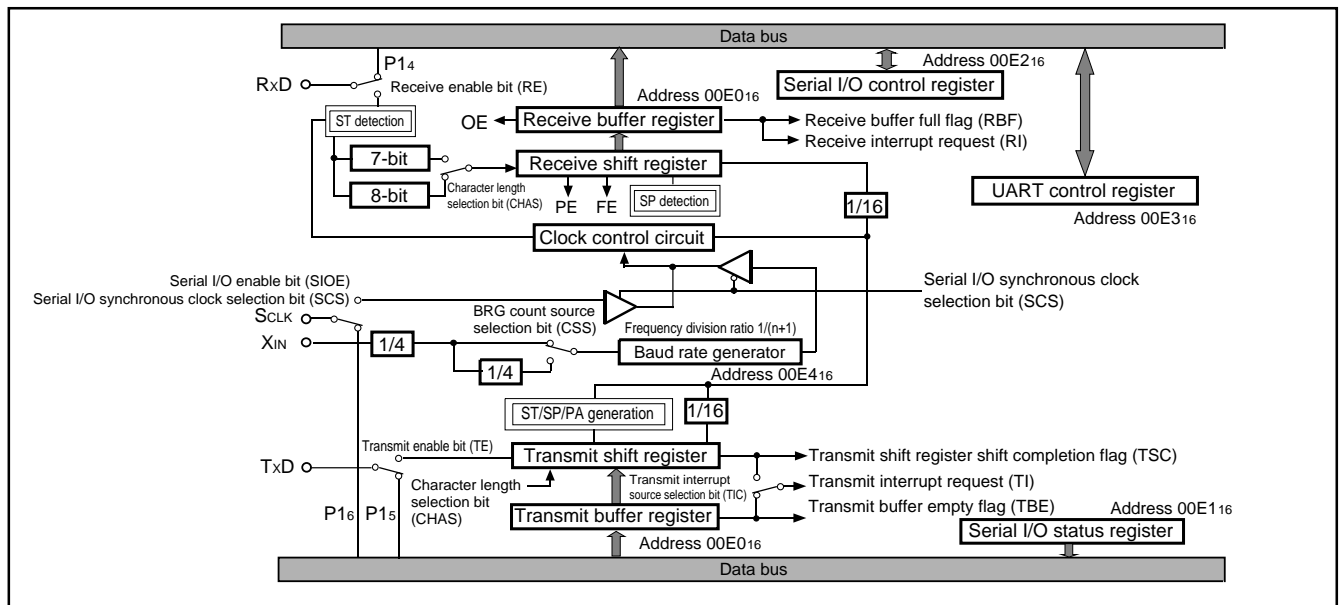 Data bus
P14
Address 00E216
RxD
Receive enable bit (RE)
Serial I/O control register
Address 00E016
ST detection
OE
Receive buffer register
Receive buffer full flag (RBF)
Receive interrupt request (RI)
7-bit
Receive shift register
8-bit
Character length
selection bit (CHAS)
PE
FE
SP detection
1/16
UART control register
Address 00E316
Clock control circuit
Serial I/O enable bit (SIOE)
Serial I/O synchronous clock selection bit (SCS)
Serial I/O synchronous clock
selection bit (SCS)
SCLK
BRG count source
selection bit (CSS)
Frequency division ratio 1/(n+1)
XIN
1/4
Baud rate generator
1/4
Address 00E416
ST/SP/PA generation
1/16
Transmit enable bit (TE)
TxD
Transmit shift register
Transmit shift register shift completion flag (TSC)
Character length
selection bit
(CHAS)
Transmit interrupt
source selection bit (TIC)
Transmit interrupt request (TI)
P16
P15
Transmit buffer register
Transmit buffer empty flag (TBE)
Address 00E116
Serial I/O status register
Address 00E016
Data bus